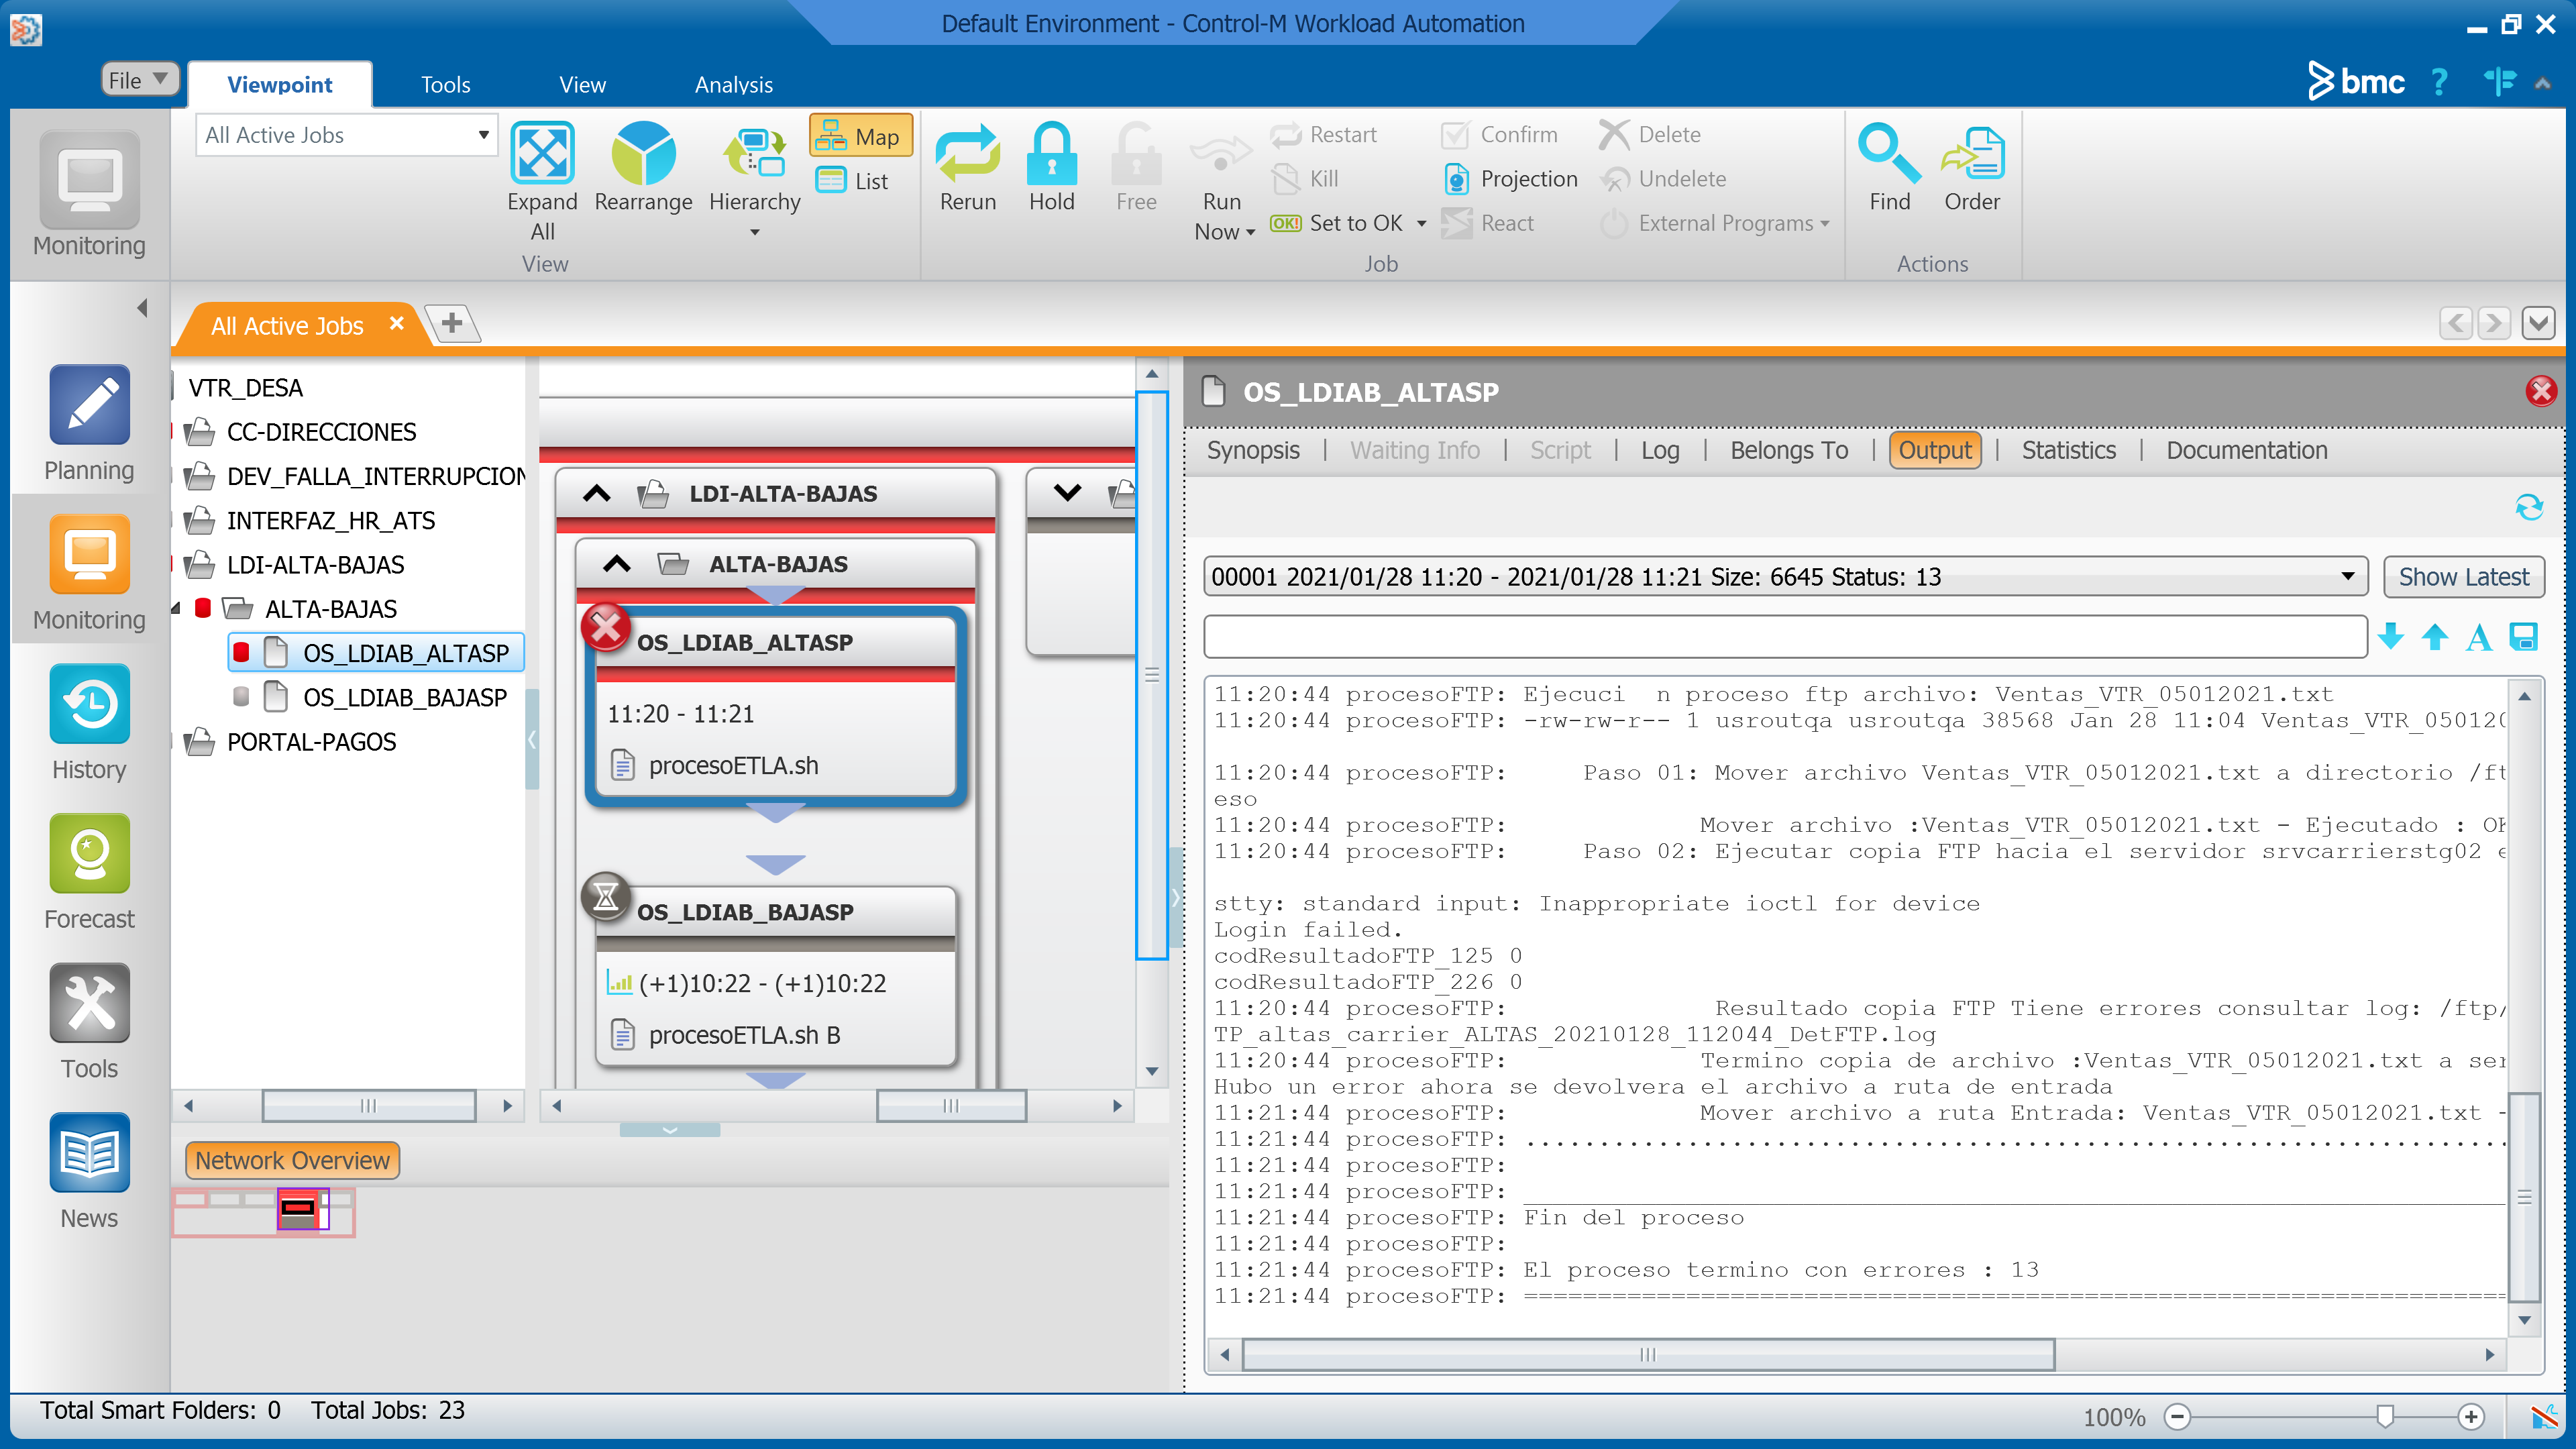 Default Environment - Control-M Workload Automation
File
Viewpoint
Tools
View
Analysis
bmc
?
Monitoring
All Active Jobs
Expand All
Rearrange
Hierarchy
Map
List
View
Rerun
Hold
Free
Run Now
Restart
Kill
OK! Set to OK
Confirm
Projection
React
Delete
Undelete
External Programs
Job
Find
Order
Actions
All Active Jobs
Planning
Monitoring
History
Forecast
Tools
News
VTR_DESA
CC-DIRECCIONES
DEV_FALLA_INTERRUPCION
INTERFAZ_HR_ATS
LDI-ALTA-BAJAS
ALTA-BAJAS
OS_LDIAB_ALTASP
OS_LDIAB_BAJASP
PORTAL-PAGOS
LDI-ALTA-BAJAS
ALTA-BAJAS
OS_LDIAB_ALTASP
11:20 - 11:21
procesoETLA.sh
OS_LDIAB_BAJASP
(+1)10:22 - (+1)10:22
procesoETLA.sh B
Network Overview
OS_LDIAB_ALTASP
Synopsis | Waiting Info | Script | Log | Belongs To | Output | Statistics | Documentation
00001 2021/01/28 11:20 - 2021/01/28 11:21 Size: 6645 Status: 13
Show Latest
A
11:20:44 procesoFTP: Ejecuci  n proceso ftp archivo: Ventas_VTR_05012021.txt
11:20:44 procesoFTP: -rw-rw-r-- 1 usroutqa usroutqa 38568 Jan 28 11:04 Ventas_VTR_050120
11:20:44 procesoFTP: Paso 01: Mover archivo Ventas_VTR_05012021.txt a directorio /ft
eso
11:20:44 procesoFTP: Mover archivo :Ventas_VTR_05012021.txt - Ejecutado : OK
11:20:44 procesoFTP: Paso 02: Ejecutar copia FTP hacia el servidor srvcarrierstg02 e
stty: standard input: Inappropriate ioctl for device
Login failed.
codResultadoFTP_125 0
codResultadoFTP_226 0
11:20:44 procesoFTP: Resultado copia FTP Tiene errores consultar log: /ftp/
TP_altas_carrier_ALTAS_20210128_112044_DetFTP.log
11:20:44 procesoFTP: Termino copia de archivo :Ventas_VTR_05012021.txt a ser
Hubo un error ahora se devolvera el archivo a ruta de entrada
11:21:44 procesoFTP: Mover archivo a ruta Entrada: Ventas_VTR_05012021.txt -
11:21:44 procesoFTP: ...................................................................
11:21:44 procesoFTP:
11:21:44 procesoFTP: ___________________________________________________________________
11:21:44 procesoFTP: Fin del proceso
11:21:44 procesoFTP:
11:21:44 procesoFTP: El proceso termino con errores : 13
11:21:44 procesoFTP: ===================================================================
Total Smart Folders: 0 Total Jobs: 23
100%